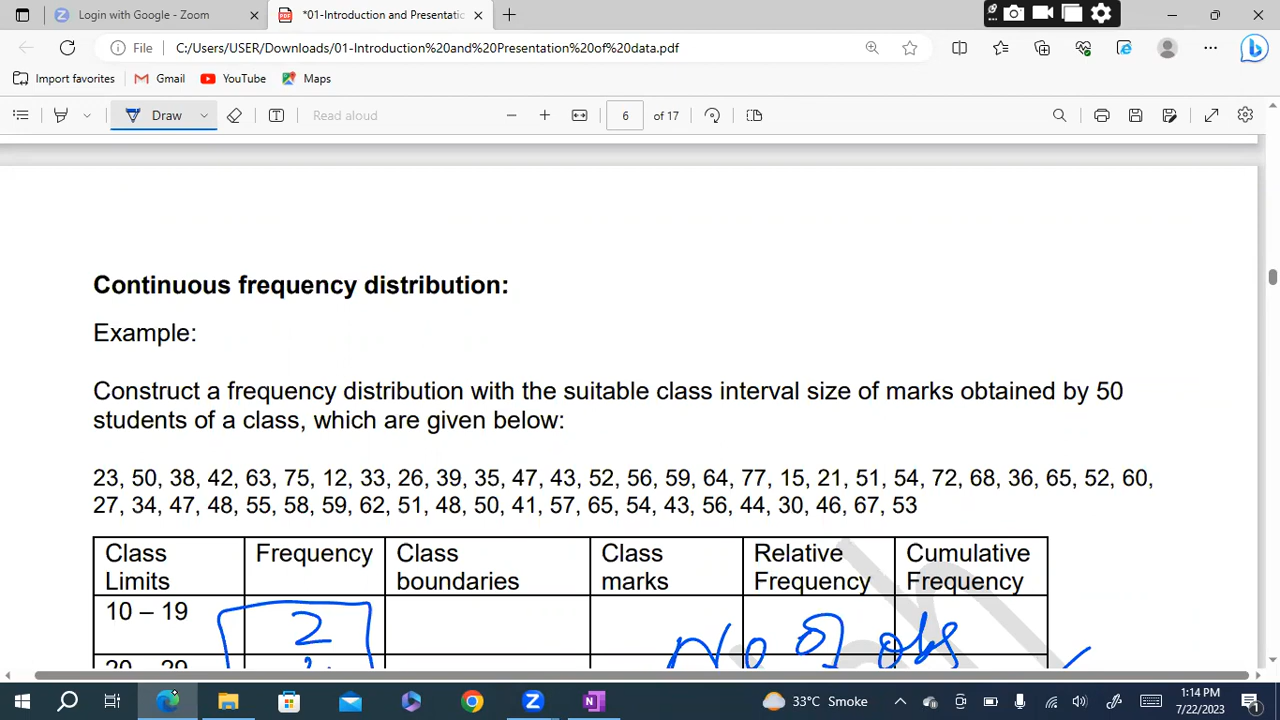 Login with Google - Zoom
*01-Introduction and Presentatic
File
C:/Users/USER/Downloads/01-Introduction%20and%20Presentation%20of%20data.pdf
Import favorites
Gmail
YouTube
Maps
Draw
Read aloud
6
of 17
Continuous frequency distribution:
Example:
Construct a frequency distribution with the suitable class interval size of marks obtained by 50
students of a class, which are given below:
23, 50, 38, 42, 63, 75, 12, 33, 26, 39, 35, 47, 43, 52, 56, 59, 64, 77, 15, 21, 51, 54, 72, 68, 36, 65, 52, 60,
27, 34, 47, 48, 55, 58, 59, 62, 51, 48, 50, 41, 57, 65, 54, 43, 56, 44, 30, 46, 67, 53
Class Limits
Frequency
Class boundaries
Class marks
Relative Frequency
Cumulative Frequency
10 – 19
2
No of obs
33°C Smoke
1:14 PM
7/22/2023